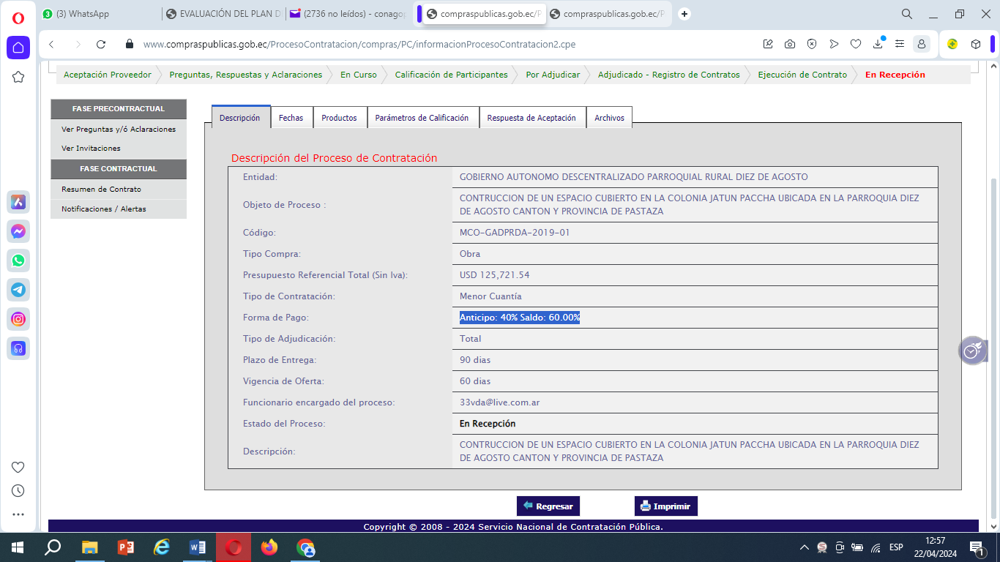 (3) WhatsApp
EVALUACIÓN DEL PLAN D
(2736 no leídos) - conagop
compraspublicas.gob.ec/P
compraspublicas.gob.ec/P
www.compraspublicas.gob.ec/ProcesoContratacion/compras/PC/informacionProcesoContratacion2.cpe
Aceptación Proveedor
Preguntas, Respuestas y Aclaraciones
En Curso
Calificación de Participantes
Por Adjudicar
Adjudicado - Registro de Contratos
Ejecución de Contrato
En Recepción
FASE PRECONTRACTUAL
Ver Preguntas y/ó Aclaraciones
Ver Invitaciones
FASE CONTRACTUAL
Resumen de Contrato
Notificaciones / Alertas
Descripción
Fechas
Productos
Parámetros de Calificación
Respuesta de Aceptación
Archivos
Descripción del Proceso de Contratación
Entidad:
GOBIERNO AUTONOMO DESCENTRALIZADO PARROQUIAL RURAL DIEZ DE AGOSTO
Objeto de Proceso :
CONTRUCCION DE UN ESPACIO CUBIERTO EN LA COLONIA JATUN PACCHA UBICADA EN LA PARROQUIA DIEZ
DE AGOSTO CANTON Y PROVINCIA DE PASTAZA
Código:
MCO-GADPRDA-2019-01
Tipo Compra:
Obra
Presupuesto Referencial Total (Sin Iva):
USD 125,721.54
Tipo de Contratación:
Menor Cuantía
Forma de Pago:
Anticipo: 40% Saldo: 60.00%
Tipo de Adjudicación:
Total
Plazo de Entrega:
90 dias
Vigencia de Oferta:
60 dias
Funcionario encargado del proceso:
33vda@live.com.ar
Estado del Proceso:
En Recepción
Descripción:
CONTRUCCION DE UN ESPACIO CUBIERTO EN LA COLONIA JATUN PACCHA UBICADA EN LA PARROQUIA DIEZ
DE AGOSTO CANTON Y PROVINCIA DE PASTAZA
Regresar
Imprimir
Copyright © 2008 - 2024 Servicio Nacional de Contratación Pública.
ESP
12:57
22/04/2024
1